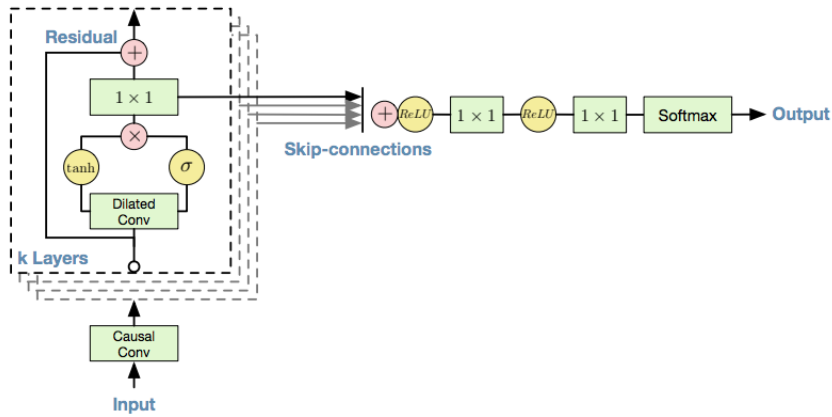 Residual
+
1 × 1
×
tanh
σ
Dilated
Conv
k Layers
Causal
Conv
Input
Skip-connections
+
ReLU
1 × 1
ReLU
1 × 1
Softmax
Output